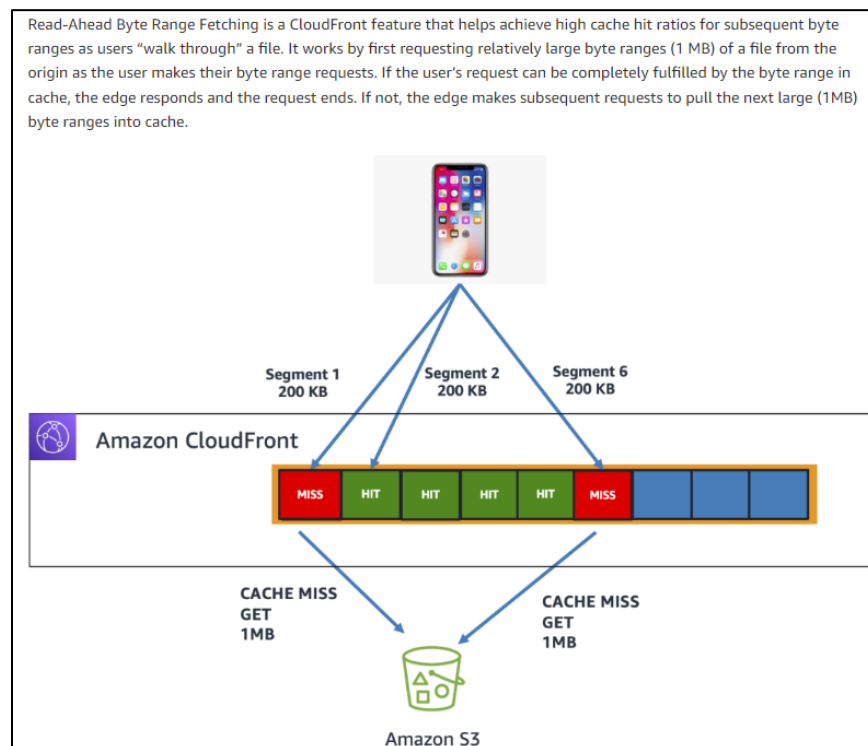 Read-Ahead Byte Range Fetching is a CloudFront feature that helps achieve high cache hit ratios for subsequent byte
ranges as users “walk through” a file. It works by first requesting relatively large byte ranges (1 MB) of a file from the
origin as the user makes their byte range requests. If the user’s request can be completely fulfilled by the byte range in
cache, the edge responds and the request ends. If not, the edge makes subsequent requests to pull the next large (1MB)
byte ranges into cache.
Segment 1
200 KB
Segment 2
200 KB
Segment 6
200 KB
Amazon CloudFront
MISS
HIT
HIT
HIT
HIT
MISS
CACHE MISS
GET
1MB
CACHE MISS
GET
1MB
Amazon S3